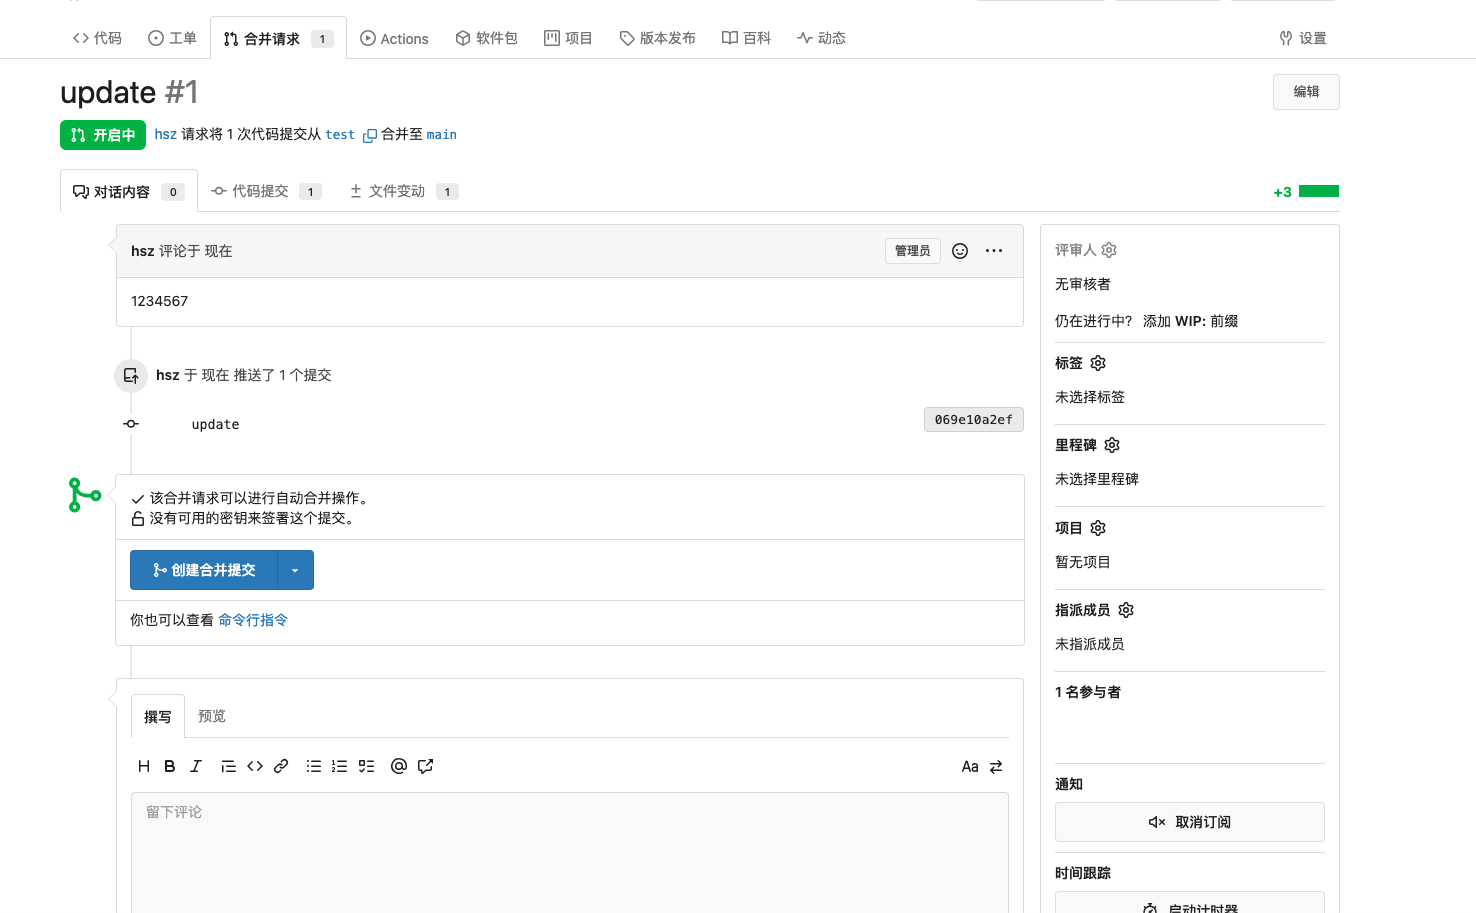 代码 工单 合并请求 1 Actions 软件包 项目 版本发布 百科 动态 设置
update #1
编辑
开启中 hsz 请求将 1 次代码提交从 test 合并至 main
对话内容 0 代码提交 1 文件变动 1 +3
hsz 评论于 现在 管理员
1234567
hsz 于 现在 推送了 1 个提交
update 069e10a2ef
该合并请求可以进行自动合并操作。
没有可用的密钥来签署这个提交。
创建合并提交
你也可以查看 命令行指令
撰写 预览
H B I @ Aa
留下评论
评审人
无审核者
仍在进行中? 添加 WIP: 前缀
标签
未选择标签
里程碑
未选择里程碑
项目
暂无项目
指派成员
未指派成员
1 名参与者
通知
取消订阅
时间跟踪
启动计时器